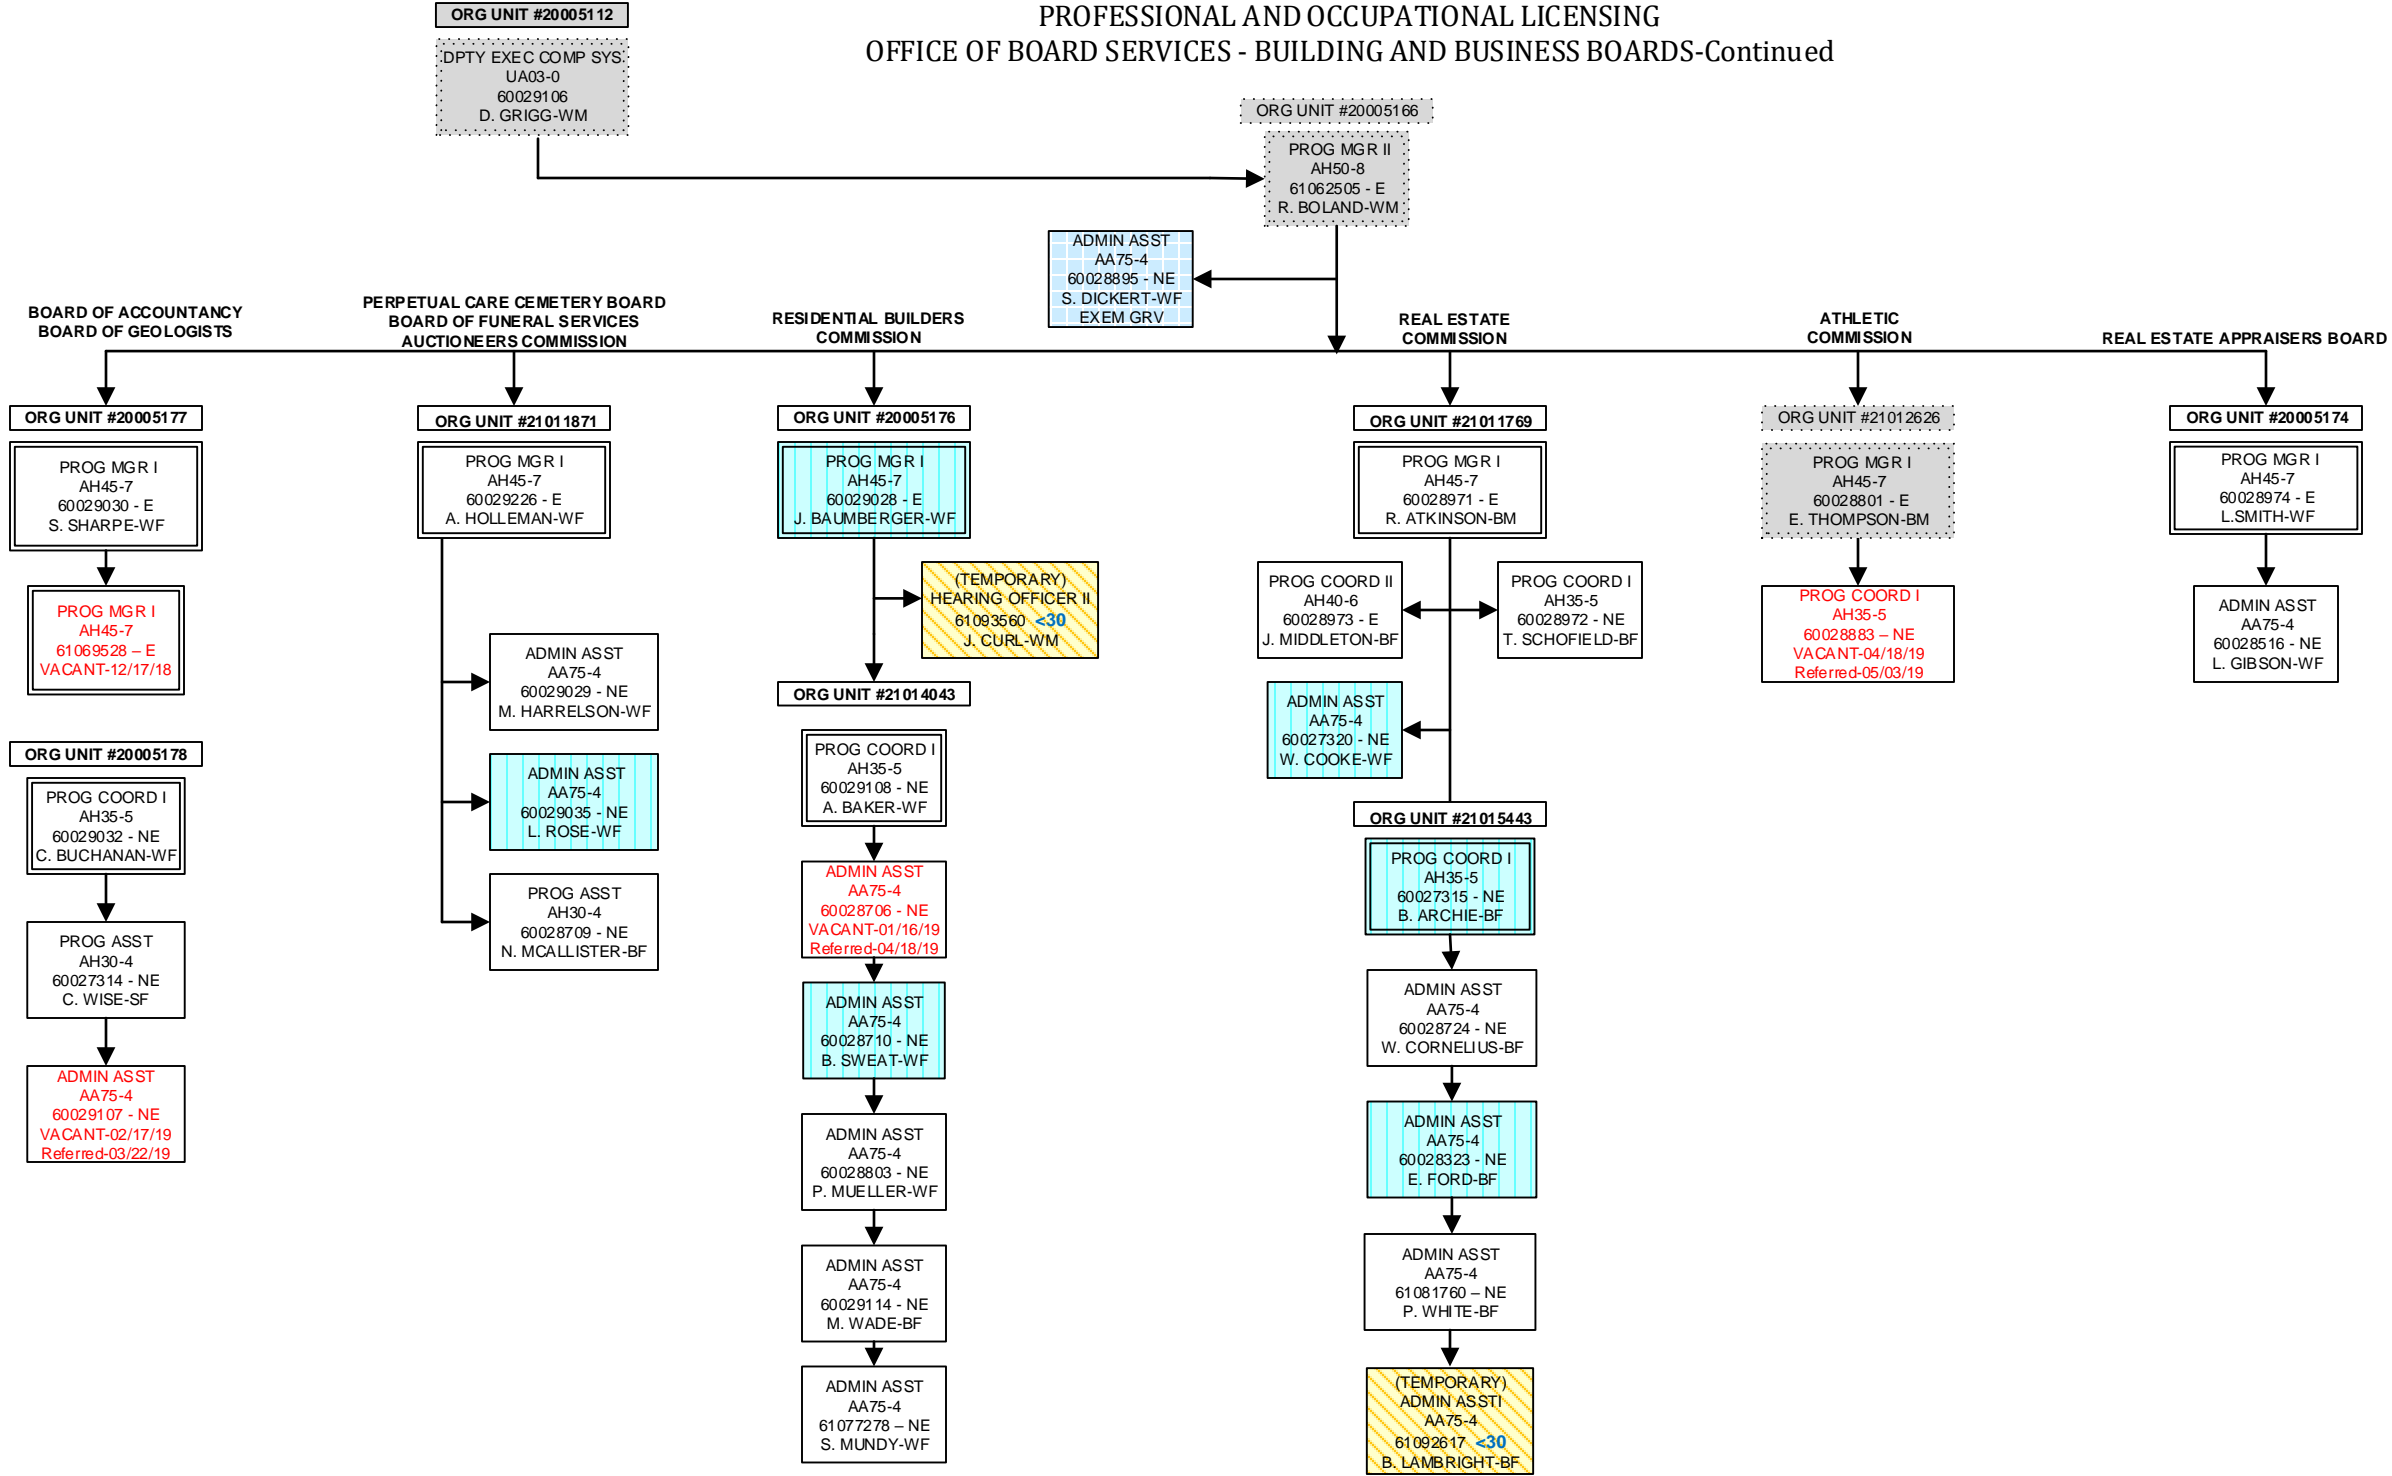 PROFESSIONAL AND OCCUPATIONAL LICENSING
OFFICE OF BOARD SERVICES - BUILDING AND BUSINESS BOARDS-Continued
ORG UNIT #20005112
DPTY EXEC COMP SYS
UA03-0
60029106
D. GRIGG-WM
ORG UNIT #20005166
PROG MGR II
AH50-8
61062505 - E
R. BOLAND-WM
ADMIN ASST
AA75-4
60028895 - NE
S. DICKERT-WF
EXEM GRV
BOARD OF ACCOUNTANCY
BOARD OF GEOLOGISTS
ORG UNIT #20005177
PROG MGR I
AH45-7
60029030 - E
S. SHARPE-WF
PROG MGR I
AH45-7
61069528 – E
VACANT-12/17/18
ORG UNIT #20005178
PROG COORD I
AH35-5
60029032 - NE
C. BUCHANAN-WF
PROG ASST
AH30-4
60027314 - NE
C. WISE-SF
ADMIN ASST
AA75-4
60029107 - NE
VACANT-02/17/19
Referred-03/22/19
PERPETUAL CARE CEMETERY BOARD
BOARD OF FUNERAL SERVICES
AUCTIONEERS COMMISSION
ORG UNIT #21011871
PROG MGR I
AH45-7
60029226 - E
A. HOLLEMAN-WF
ADMIN ASST
AA75-4
60029029 - NE
M. HARRELSON-WF
ADMIN ASST
AA75-4
60029035 - NE
L. ROSE-WF
PROG ASST
AH30-4
60028709 - NE
N. MCALLISTER-BF
RESIDENTIAL BUILDERS
COMMISSION
ORG UNIT #20005176
PROG MGR I
AH45-7
60029028 - E
J. BAUMBERGER-WF
(TEMPORARY)
HEARING OFFICER II
61093560 <30
J. CURL-WM
ORG UNIT #21014043
PROG COORD I
AH35-5
60029108 - NE
A. BAKER-WF
ADMIN ASST
AA75-4
60028706 - NE
VACANT-01/16/19
Referred-04/18/19
ADMIN ASST
AA75-4
60028710 - NE
B. SWEAT-WF
ADMIN ASST
AA75-4
60028803 - NE
P. MUELLER-WF
ADMIN ASST
AA75-4
60029114 - NE
M. WADE-BF
ADMIN ASST
AA75-4
61077278 – NE
S. MUNDY-WF
REAL ESTATE
COMMISSION
ORG UNIT #21011769
PROG MGR I
AH45-7
60028971 - E
R. ATKINSON-BM
PROG COORD II
AH40-6
60028973 - E
J. MIDDLETON-BF
PROG COORD I
AH35-5
60028972 - NE
T. SCHOFIELD-BF
ADMIN ASST
AA75-4
60027320 - NE
W. COOKE-WF
ORG UNIT #21015443
PROG COORD I
AH35-5
60027315 - NE
B. ARCHIE-BF
ADMIN ASST
AA75-4
60028724 - NE
W. CORNELIUS-BF
ADMIN ASST
AA75-4
60028323 - NE
E. FORD-BF
ADMIN ASST
AA75-4
61081760 – NE
P. WHITE-BF
(TEMPORARY)
ADMIN ASSTI
AA75-4
61092617 <30
B. LAMBRIGHT-BF
ATHLETIC
COMMISSION
ORG UNIT #21012626
PROG MGR I
AH45-7
60028801 - E
E. THOMPSON-BM
PROG COORD I
AH35-5
60028883 – NE
VACANT-04/18/19
Referred-05/03/19
REAL ESTATE APPRAISERS BOARD
ORG UNIT #20005174
PROG MGR I
AH45-7
60028974 - E
L.SMITH-WF
ADMIN ASST
AA75-4
60028516 - NE
L. GIBSON-WF